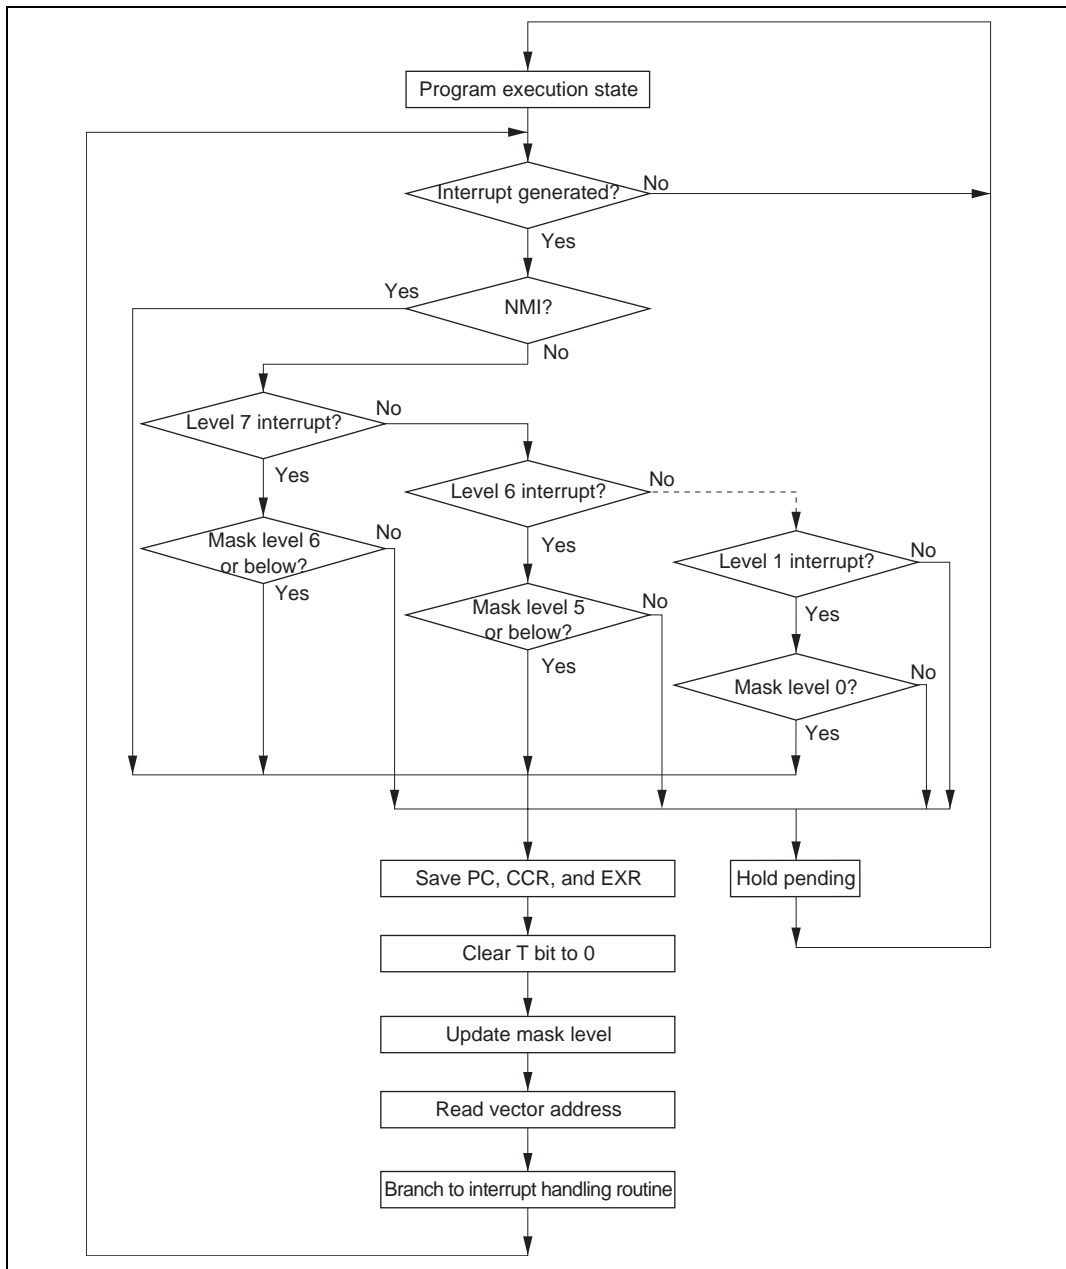 Program execution state
Interrupt generated?
No
Yes
Yes
NMI?
No
Level 7 interrupt?
No
Yes
Level 6 interrupt?
No
Mask level 6
or below?
No
Yes
Level 1 interrupt?
No
Yes
Mask level 5
or below?
No
Yes
Yes
Mask level 0?
No
Yes
Save PC, CCR, and EXR
Hold pending
Clear T bit to 0
Update mask level
Read vector address
Branch to interrupt handling routine